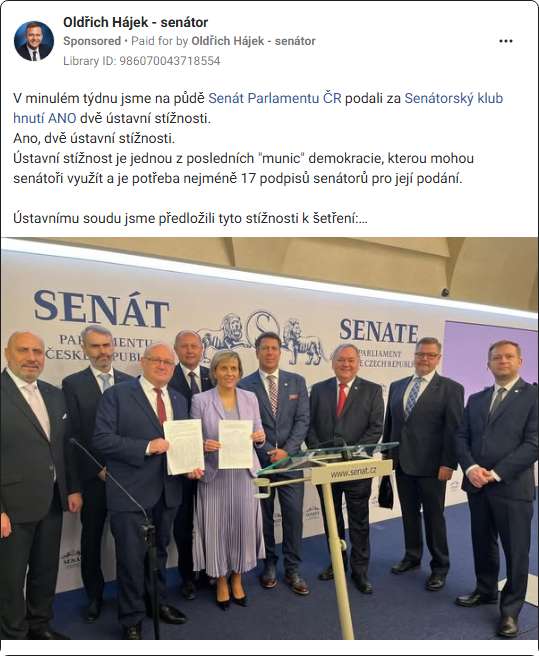 Oldřich Hájek - senátor
Sponsored • Paid for by Oldřich Hájek - senátor
Library ID: 986070043718554
V minulém týdnu jsme na půdě Senát Parlamentu ČR podali za Senátorský klub
hnutí ANO dvě ústavní stížnosti.
Ano, dvě ústavní stížnosti.
Ústavní stížnost je jednou z posledních "munic" demokracie, kterou mohou
senátoři využít a je potřeba nejméně 17 podpisů senátorů pro její podání.
Ústavnímu soudu jsme předložili tyto stížnosti k šetření:...
SENÁT
PARLAMENTU
ČESKÉ REPUBLIKY
S
SENATE
PARLIAMENT
CZECH REPUBLIC
www.senat.cz
SENÁT